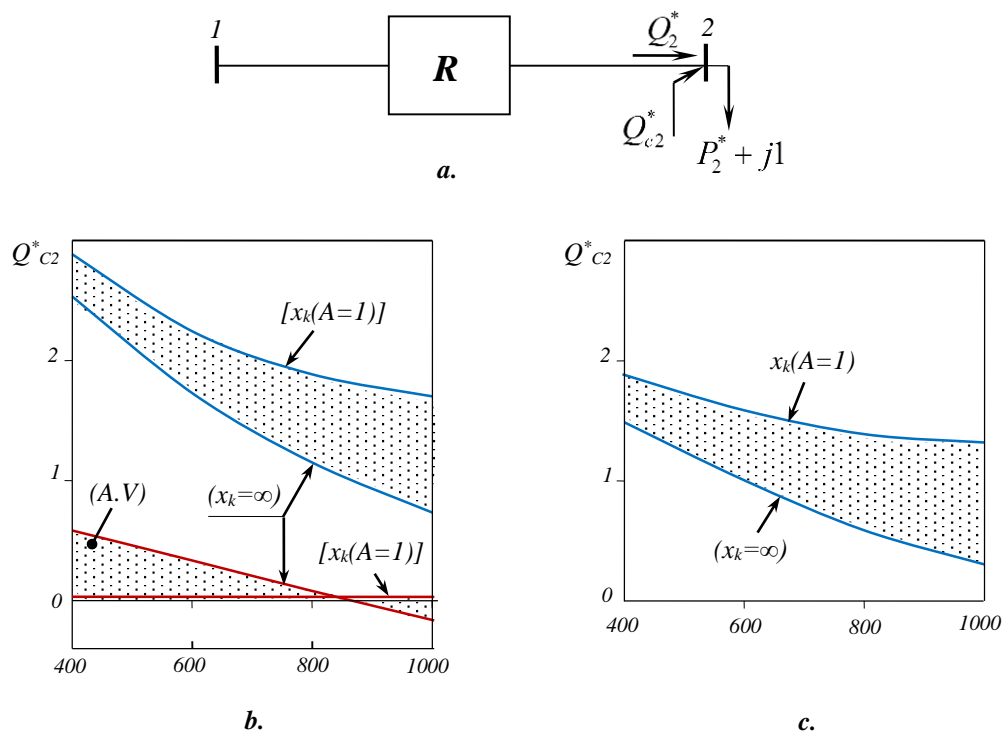 1
R
Q*2
2
Q*c2
P*2 + j1
a.
Q*C2
[xk(A=1)]
2
1
(A.V)
(xk=∞)
[xk(A=1)]
0
400 600 800 1000
b.
Q*C2
2
xk(A=1)
1
(xk=∞)
0
400 600 800 1000
c.